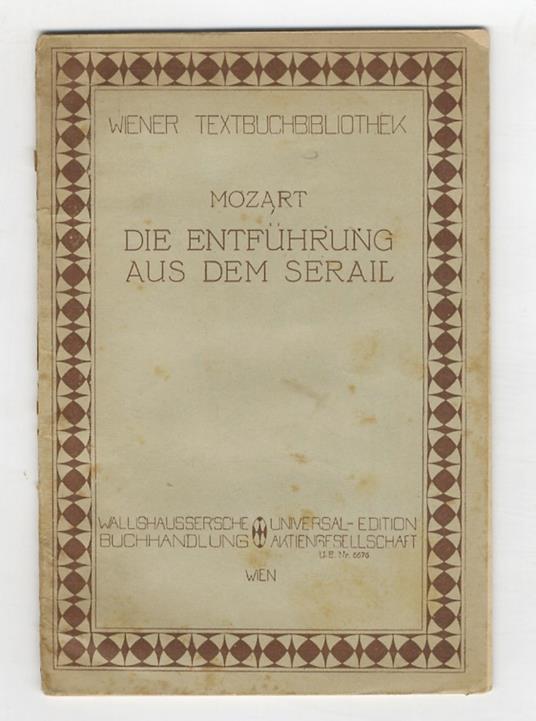 WIENER TEXTBUCHBIBLIOTHEK
MOZART
DIE ENTFÜHRUNG
AUS DEM SERAIL
WALLISHAUSSERSCHE UNIVERSAL-EDITION
BUCHHANDLUNG AKTIENGESELLSCHAFT
U.E. Nr. 6676
WIEN